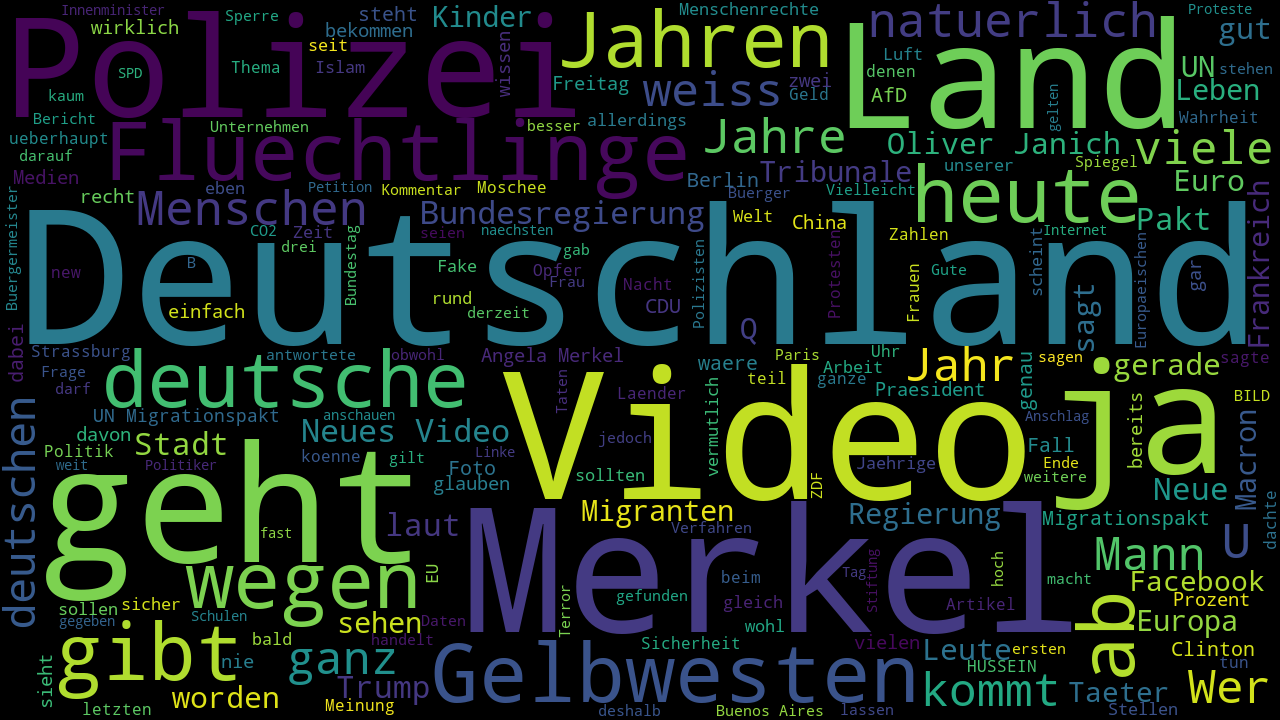 Innenminister
Sperre
steht
Kinder
Menschenrechte
natuerlich
Proteste
wirklich
bekommen
Polizei
Jahren
Land
gut
seit
SPD
Thema
Islam
wissen
Freitag
weiss
zwei
Geld
Luft
denen
AfD
gelten
UN
stehen
Leben
kaum
Bericht
ueberhaupt
darauf
Medien
Unternehmen
besser
allerdings
Jahre
Oliver Janich
Wahrheit
viele
Fluechtlinge
recht
eben
Petition
Kommentar
Moschee
Berlin
Tribunale
Buerger
unserer
Vielleicht
Spiegel
Euro
Buergermeister
Menschen
Bundesregierung
Welt
China
heute
Pakt
Frankreich
CO2
Zeit
seien
naechsten
Zahlen
Internet
drei
Bundestag
Fake
gab
Polizisten
Protesten
Frauen
Gute
scheint
Europaeischen
gar
new
B
Deutschland
Opfer
Frau
Nacht
einfach
rund
derzeit
CDU
Q
sagt
dabei
Strassburg
antwortete
obwohl
Angela Merkel
waere
Paris
Uhr
Jahr
sagen
genau
gerade
sagte
Frage
darf
deutsche
Taten
Laender
teil
ganze
Arbeit
Praesident
BILD
deutschen
UN Migrationspakt
anschauen
Video
ja
vermutlich
Anschlag
bereits
Macron
davon
Stadt
Neues Video
jedoch
Politik
weit
Politiker
koenne
gilt
Linke
Foto
glauben
sollten
ZDF
Jaehrige
Fall
Ende
weitere
Neue
geht
fast
laut
Migranten
Verfahren
Regierung
Migrationspakt
U
dachte
wegen
EU
Merkel
Terror
gefunden
beim
gleich
Tag
stiftung
hoch
Artikel
macht
Mann
Facebook
Prozent
sollen
gegeben
sicher
Schulen
sehen
Daten
handelt
ab
Europa
gibt
bald
nie
ganz
Sicherheit
wohl
vielen
Leute
ersten
HUSSEIN
Clinton
tun
sieht
letzten
worden
Trump
Meinung
Gelbwesten
deshalb
Buenos Aires
lassen
kommt
Taeter
Stellen
Wer